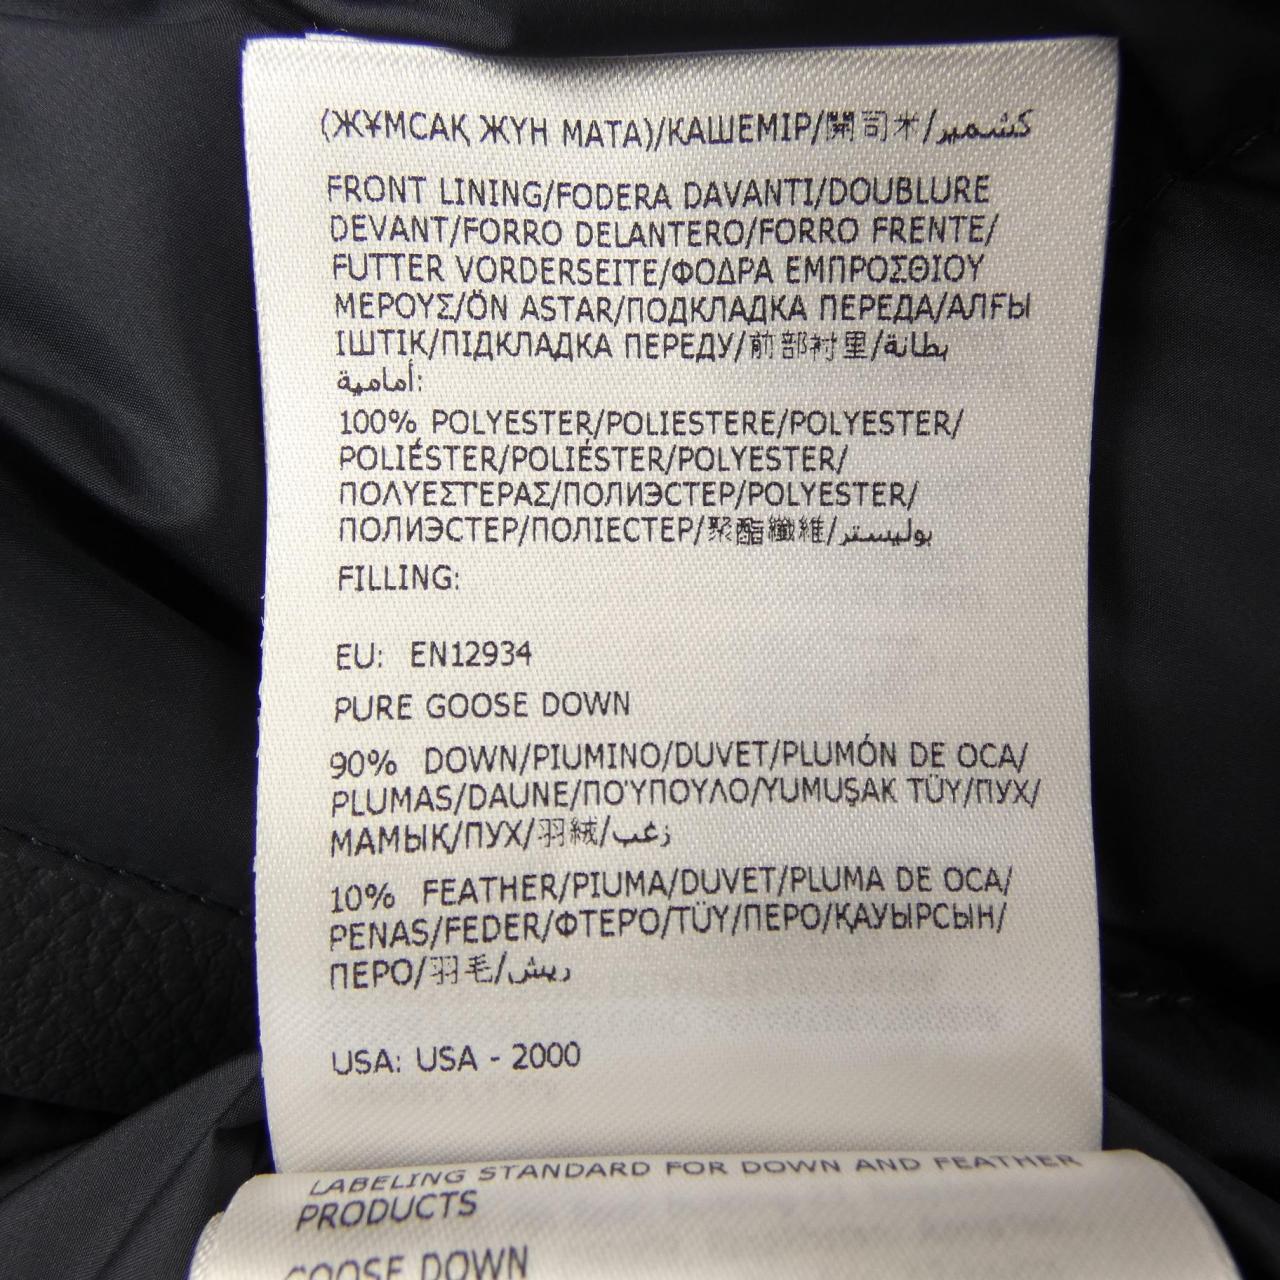 (ЖҰМСАҚ ЖҮН МАТА)/КАШЕМІР/開司米/كشمير
FRONT LINING/FODERA DAVANTI/DOUBLURE
DEVANT/FORRO DELANTERO/FORRO FRENTE/
FUTTER VORDERSEITE/ΦΟΔΡΑ ΕΜΠΡΟΣΘΙΟΥ
ΜΕΡΟΥΣ/ÖN ASTAR/ПОДКЛАДКА ПЕРЕДА/АЛҒЫ
ІШТІК/ПІДКЛАДКА ПЕРЕДУ/前部衬里/بطانة
أمامية:
100% POLYESTER/POLIESTERE/POLYESTER/
POLIÉSTER/POLIÉSTER/POLYESTER/
ΠΟΛΥΕΣΤΕΡΑΣ/ПОЛИЭСТЕР/POLYESTER/
ПОЛИЭСТЕР/ПОЛІЕСТЕР/聚酯纖維/بوليستر
FILLING:
EU: EN12934
PURE GOOSE DOWN
90% DOWN/PIUMINO/DUVET/PLUMÓN DE OCA/
PLUMAS/DAUNE/ΠΟΎΠΟΥΛΟ/YUMUŞAK TÜY/ПУХ/
МАМЫҚ/ПУХ/羽絨/زغب
10% FEATHER/PIUMA/DUVET/PLUMA DE OCA/
PENAS/FEDER/ΦΤΕΡΌ/TÜY/ПЕРО/ҚАУЫРСЫН/
ПЕРО/羽毛/ريش
USA: USA - 2000
LABELING STANDARD FOR DOWN AND FEATHER
PRODUCTS
GOOSE DOWN